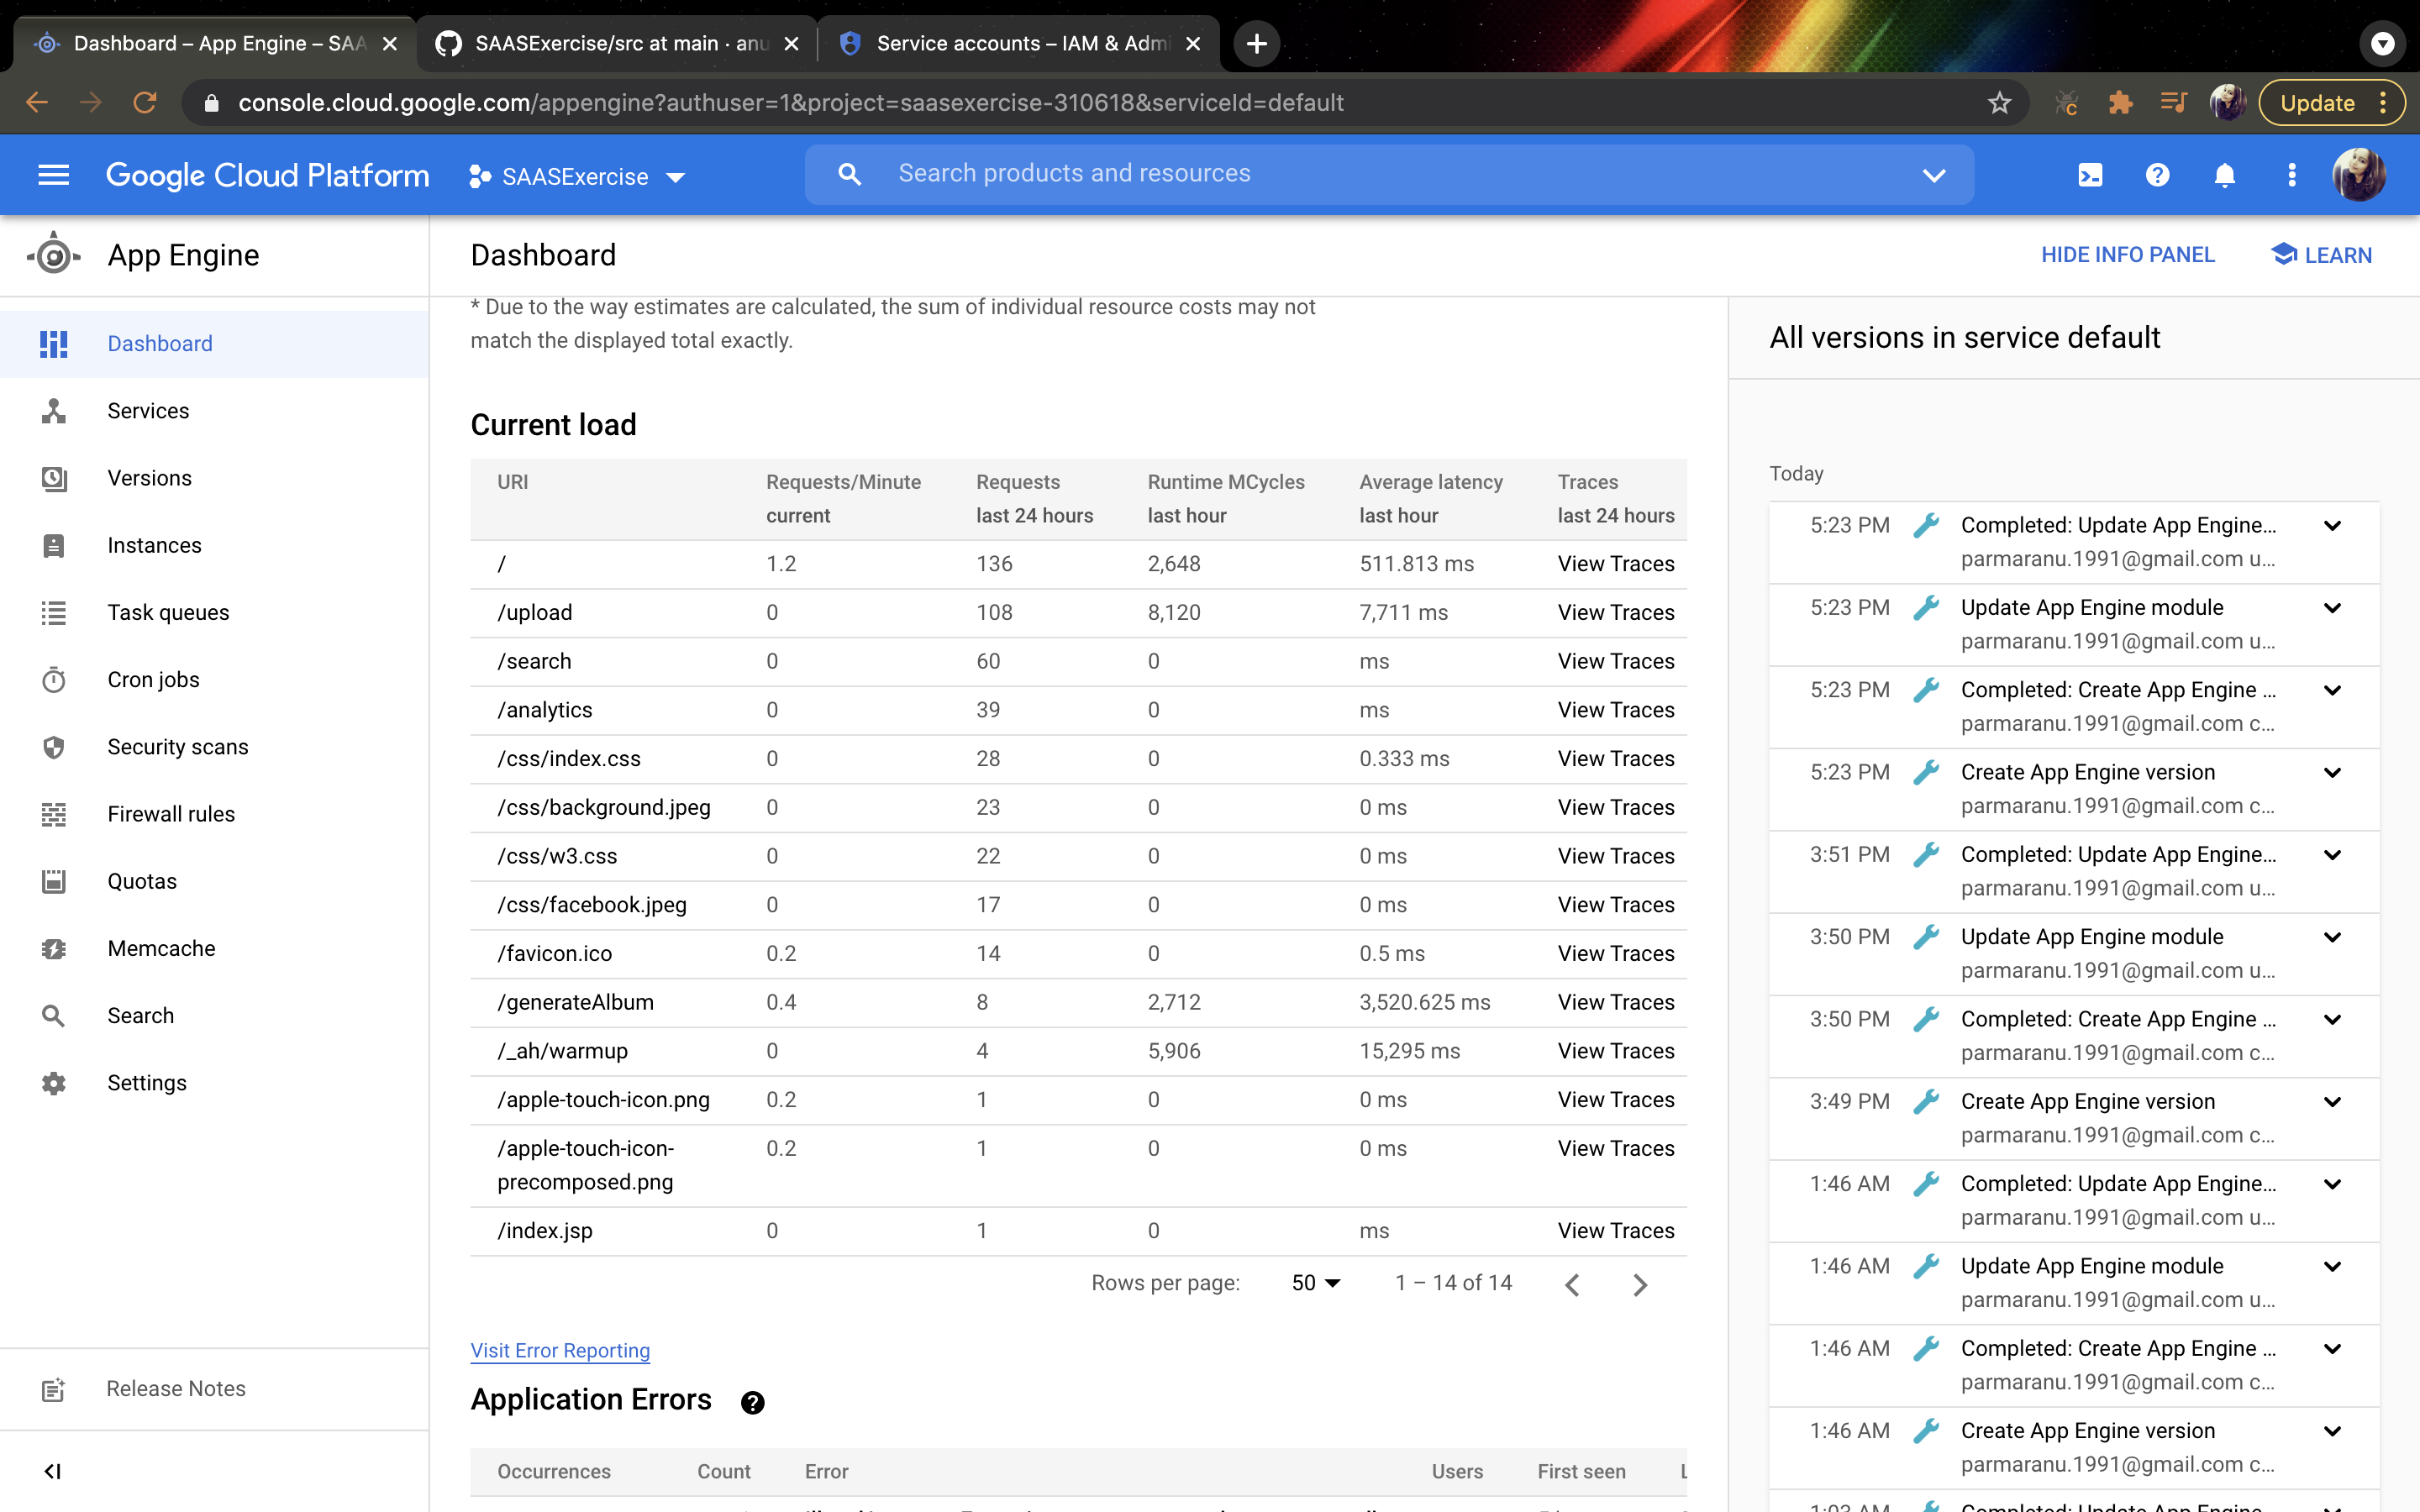 Dashboard – App Engine – SAA
SAASExercise/src at main · anu
Service accounts – IAM & Admi
console.cloud.google.com/appengine?authuser=1&project=saasexercise-310618&serviceId=default
Update
Google Cloud Platform
SAASExercise
Search products and resources
App Engine
Dashboard
HIDE INFO PANEL
LEARN
Dashboard
Services
Versions
Instances
Task queues
Cron jobs
Security scans
Firewall rules
Quotas
Memcache
Search
Settings
Release Notes
* Due to the way estimates are calculated, the sum of individual resource costs may not
match the displayed total exactly.
Current load
URI Requests/Minute Requests Runtime MCycles Average latency Traces
current last 24 hours last hour last hour last 24 hours
/ 1.2 136 2,648 511.813 ms View Traces
/upload 0 108 8,120 7,711 ms View Traces
/search 0 60 0 ms View Traces
/analytics 0 39 0 ms View Traces
/css/index.css 0 28 0 0.333 ms View Traces
/css/background.jpeg 0 23 0 0 ms View Traces
/css/w3.css 0 22 0 0 ms View Traces
/css/facebook.jpeg 0 17 0 0 ms View Traces
/favicon.ico 0.2 14 0 0.5 ms View Traces
/generateAlbum 0.4 8 2,712 3,520.625 ms View Traces
/_ah/warmup 0 4 5,906 15,295 ms View Traces
/apple-touch-icon.png 0.2 1 0 0 ms View Traces
/apple-touch-icon- 0.2 1 0 0 ms View Traces
precomposed.png
/index.jsp 0 1 0 ms View Traces
Rows per page: 50 1 – 14 of 14
Visit Error Reporting
Application Errors
Occurrences Count Error Users First seen
All versions in service default
Today
5:23 PM Completed: Update App Engine...
parmaranu.1991@gmail.com u...
5:23 PM Update App Engine module
parmaranu.1991@gmail.com u...
5:23 PM Completed: Create App Engine ...
parmaranu.1991@gmail.com c...
5:23 PM Create App Engine version
parmaranu.1991@gmail.com c...
3:51 PM Completed: Update App Engine...
parmaranu.1991@gmail.com u...
3:50 PM Update App Engine module
parmaranu.1991@gmail.com u...
3:50 PM Completed: Create App Engine ...
parmaranu.1991@gmail.com c...
3:49 PM Create App Engine version
parmaranu.1991@gmail.com c...
1:46 AM Completed: Update App Engine...
parmaranu.1991@gmail.com u...
1:46 AM Update App Engine module
parmaranu.1991@gmail.com u...
1:46 AM Completed: Create App Engine ...
parmaranu.1991@gmail.com c...
1:46 AM Create App Engine version
parmaranu.1991@gmail.com c...
1:03 AM Completed: Update App Engine